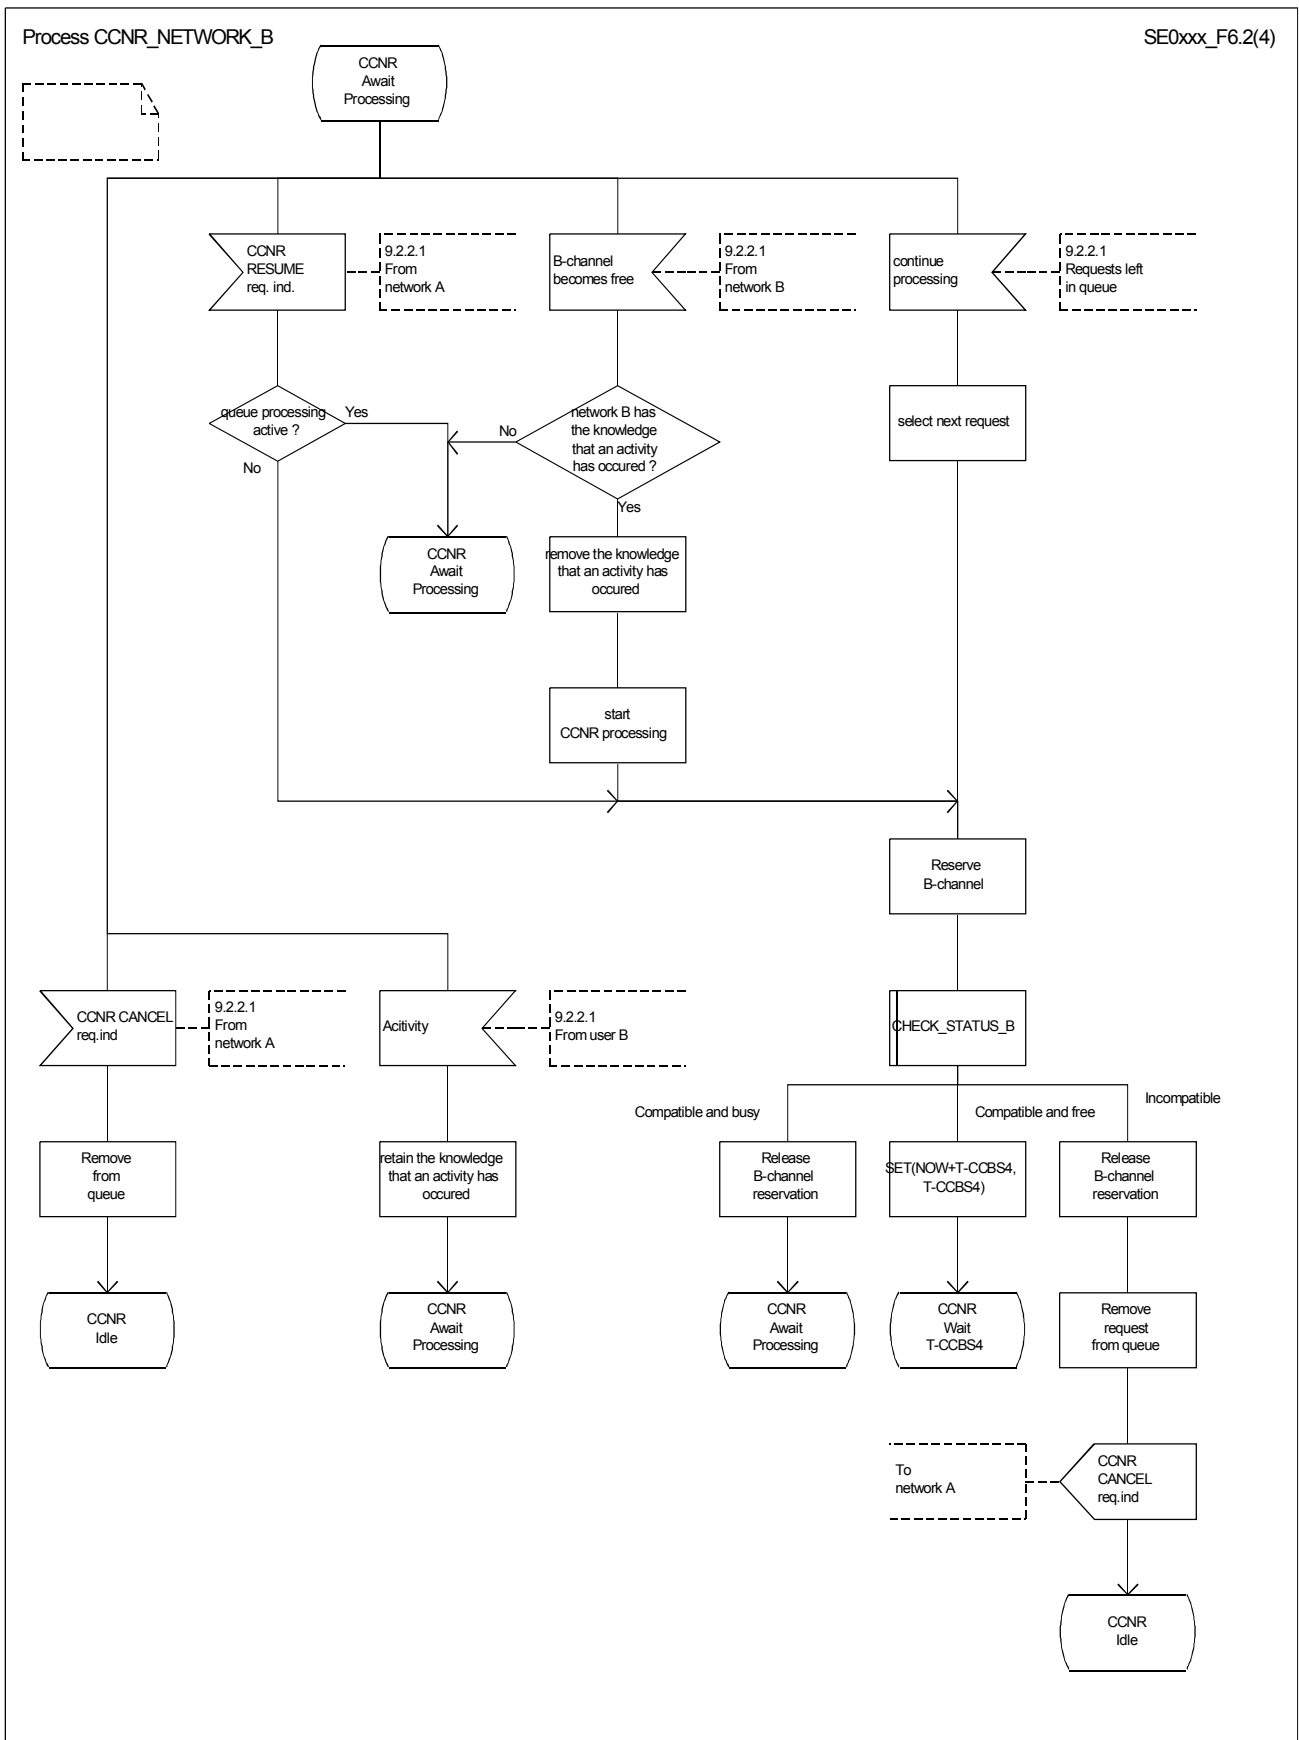 Process CCNR_NETWORK_B
SE0xxx_F6.2(4)
CCNR
Await
Processing
CCNR
RESUME
req. ind.
9.2.2.1
From
network A
B-channel
becomes free
9.2.2.1
From
network B
continue
processing
9.2.2.1
Requests left
in queue
queue processing
active ?
Yes
No
network B has
the knowledge
that an activity
has occured ?
No
Yes
select next request
CCNR
Await
Processing
remove the knowledge
that an activity has
occured
start
CCNR processing
Reserve
B-channel
CCNR CANCEL
req.ind
9.2.2.1
From
network A
Acitivity
9.2.2.1
From user B
CHECK_STATUS_B
Compatible and busy
Compatible and free
Incompatible
Remove
from
queue
retain the knowledge
that an activity has
occured
Release
B-channel
reservation
SET(NOW+T-CCBS4,
T-CCBS4)
Release
B-channel
reservation
CCNR
Idle
CCNR
Await
Processing
CCNR
Await
Processing
CCNR
Wait
T-CCBS4
Remove
request
from queue
To
network A
CCNR
CANCEL
req.ind
CCNR
Idle